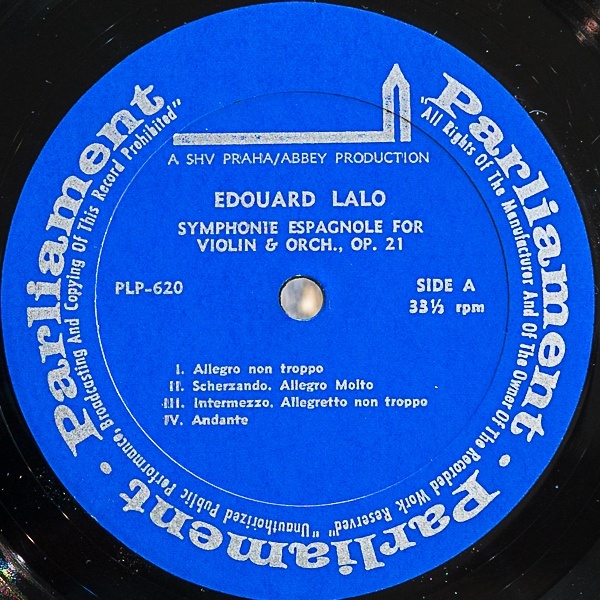 A SHV PRAHA/ABBEY PRODUCTION
EDOUARD LALO
SYMPHONIE ESPAGNOLE FOR
VIOLIN & ORCH., OP. 21
PLP-620
SIDE A
33⅓ rpm
I. Allegro non troppo
II. Scherzando. Allegro Molto
III. Intermezzo. Allegretto non troppo
IV. Andante
Parliament • Parliament • Parliament • Parliament
"All Rights Of The Manufacturer And Of The Owner Of The Recorded Work Reserved" "Unauthorized Public Performance, Broadcasting And Copying Of This Record Prohibited"